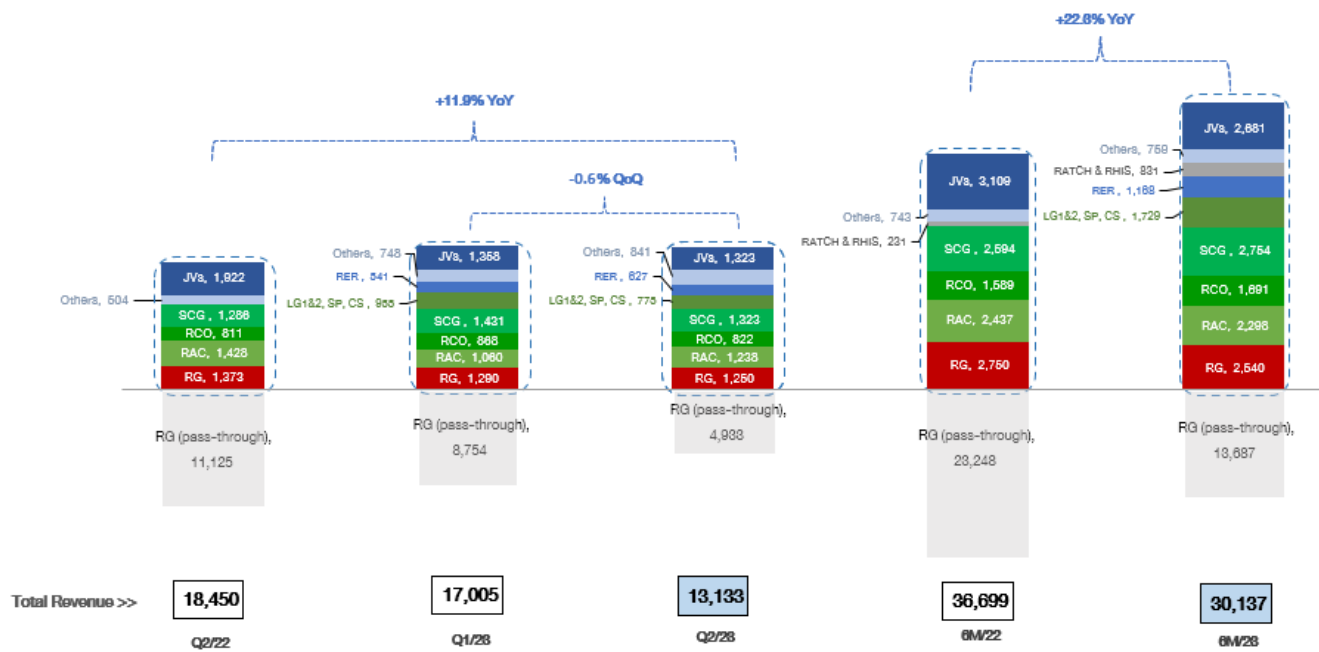 +22.3% YoY
+11.9% YoY
-0.6% QoQ
JVs, 1,922
Others, 504
SCG , 1,286
RCO, 811
RAC, 1,428
RG, 1,373
RG (pass-through),
11,125
JVs, 1,358
Others, 748
RER , 541
LG1&2, SP, CS , 955
SCG , 1,431
RCO, 868
RAC, 1,060
RG, 1,290
RG (pass-through),
8,754
JVs, 1,323
Others, 841
RER , 627
LG1&2, SP, CS , 775
SCG , 1,323
RCO, 822
RAC, 1,238
RG, 1,250
RG (pass-through),
4,933
JVs, 3,109
Others, 743
RATCH & RHIS , 231
SCG , 2,594
RCO, 1,589
RAC, 2,437
RG, 2,750
RG (pass-through),
23,248
JVs, 2,681
Others, 759
RATCH & RHIS , 831
RER , 1,168
LG1&2, SP, CS , 1,729
SCG , 2,754
RCO, 1,691
RAC, 2,298
RG, 2,540
RG (pass-through),
13,687
Total Revenue >>
18,450
17,005
13,133
36,699
30,137
Q2/22
Q1/23
Q2/23
6M/22
6M/23